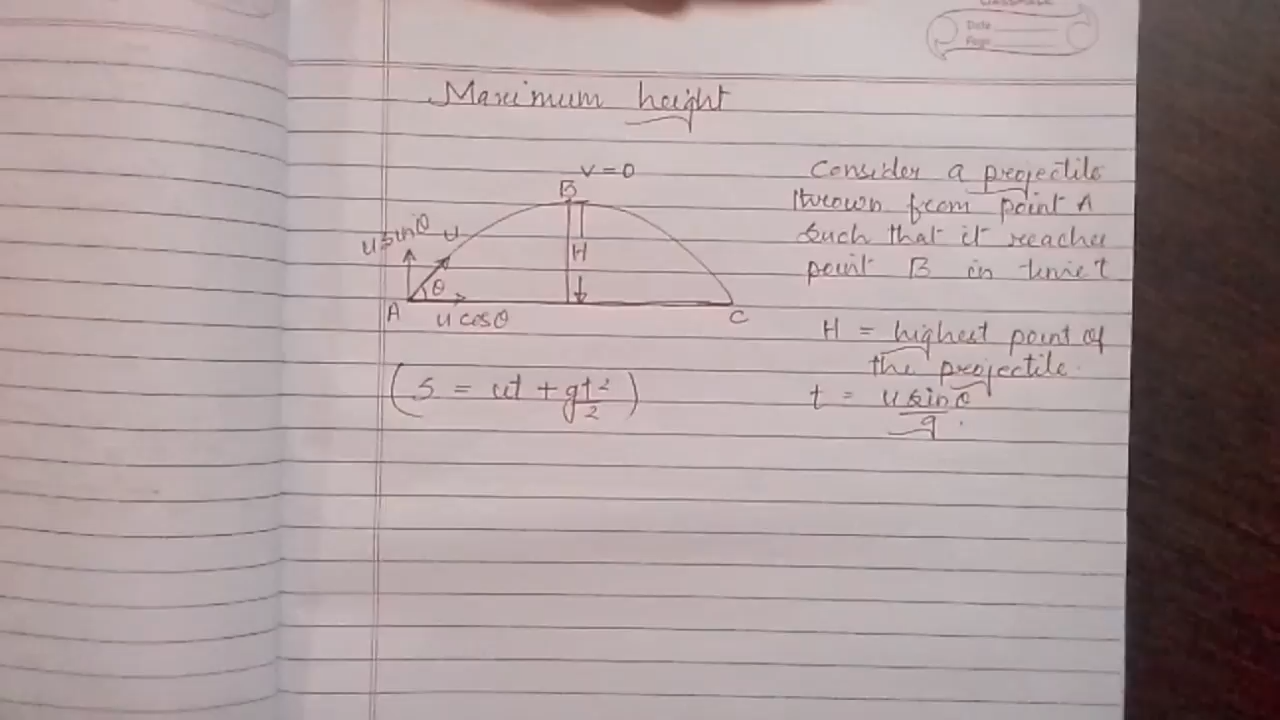 Date
Page
Maximum height
v = 0
B
u sinθ
u
H
θ
A
u cosθ
C
(S = ut + gt²/2)
Consider a projectile
thrown from point A
such that it reaches
point B in time t
H = highest point of
the projectile.
t = u sinθ
g.